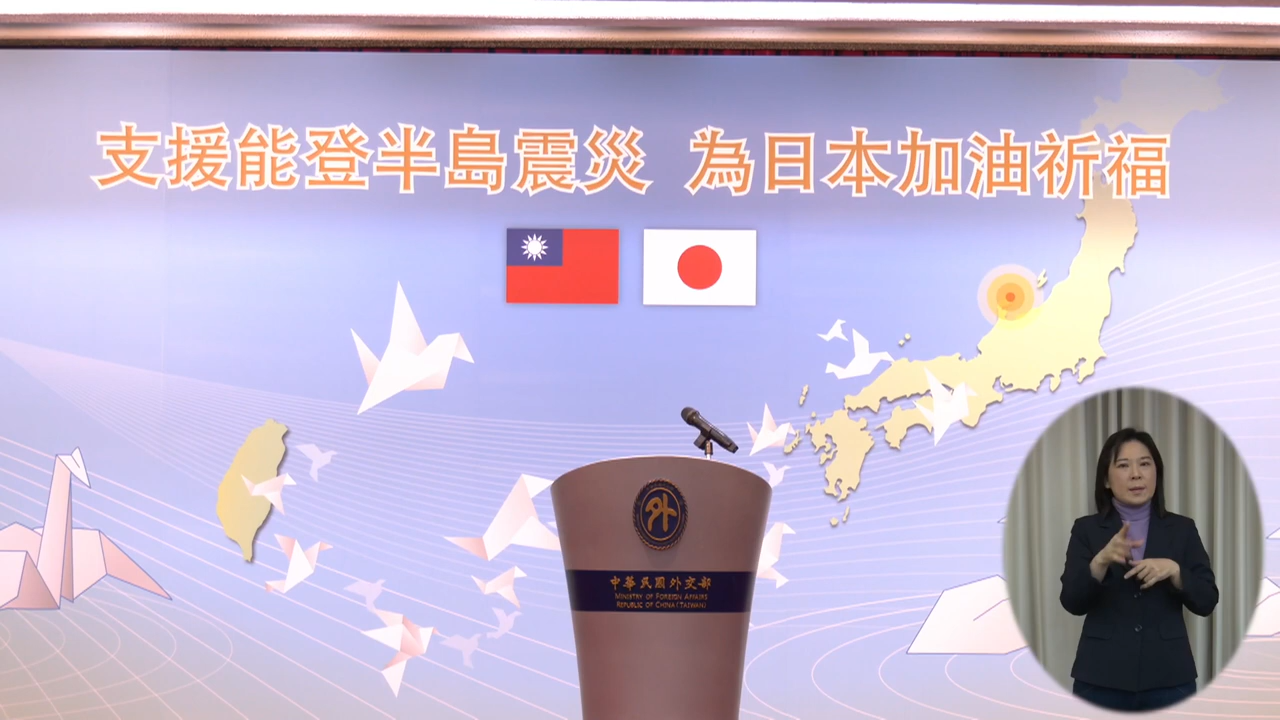 支援能登半島震災 為日本加油祈福
外
中華民國外交部
MINISTRY OF FOREIGN AFFAIRS
REPUBLIC OF CHINA (TAIWAN)